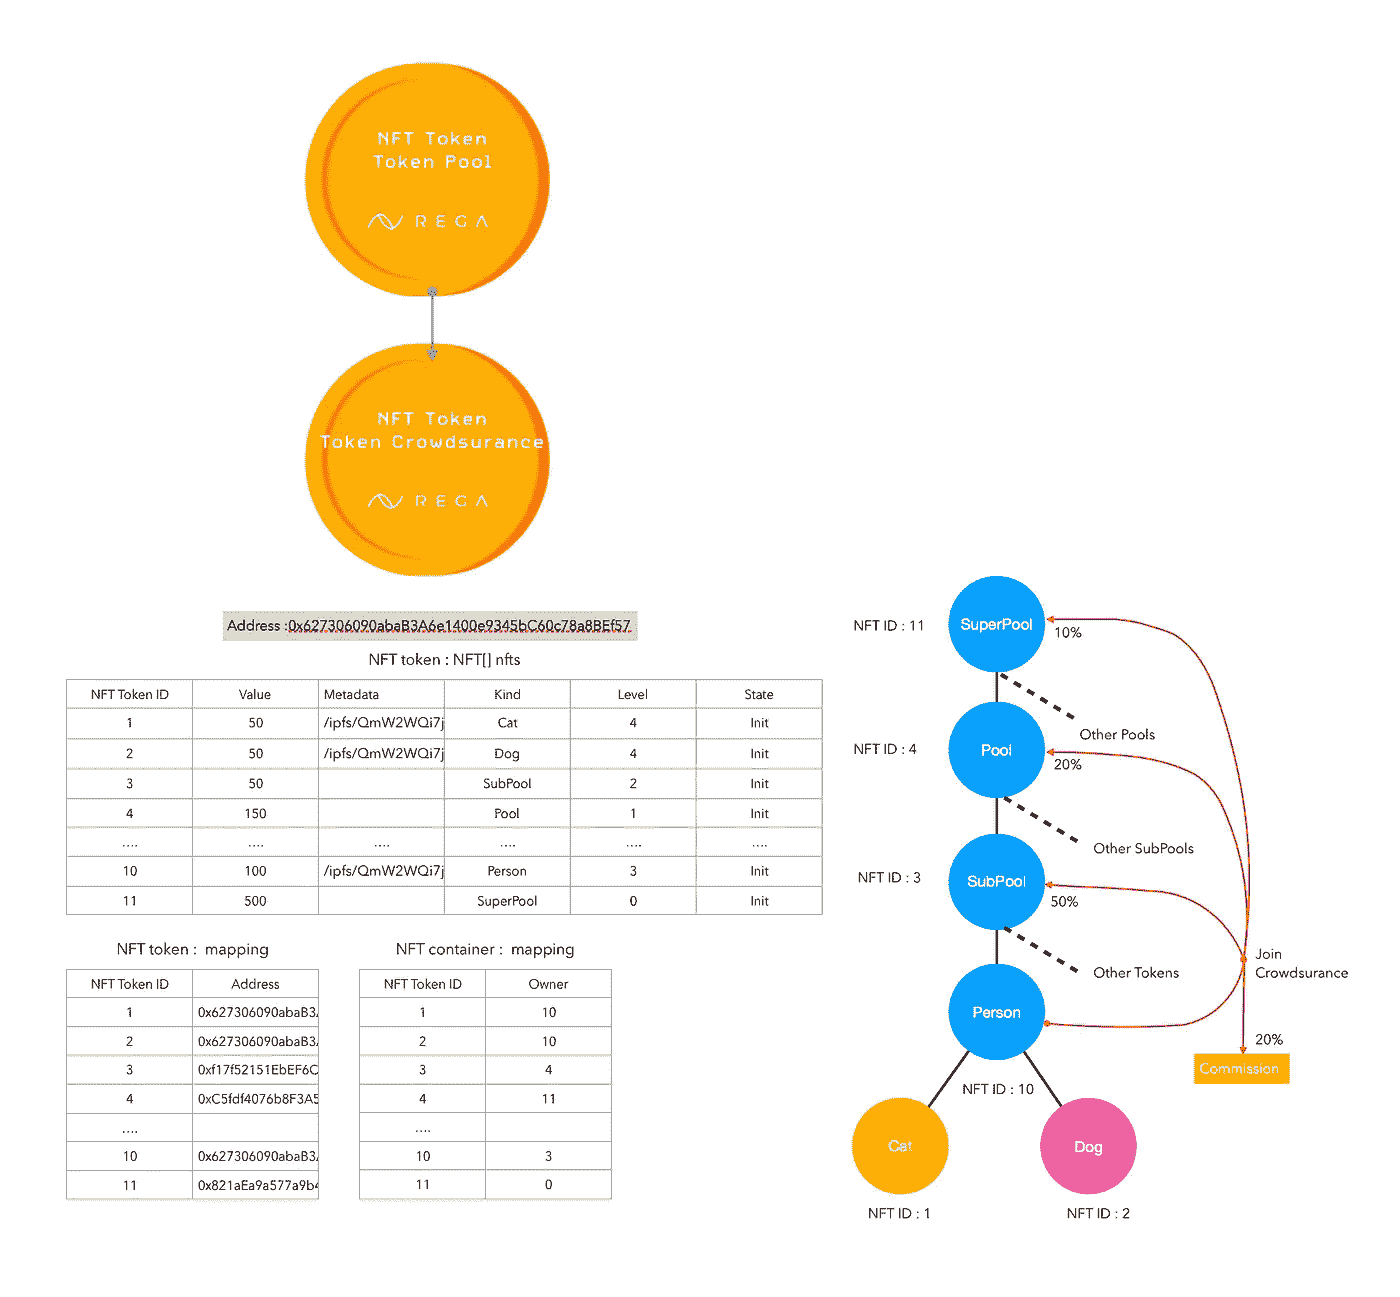 NFT Token
Token Pool
REGA
NFT Token
Token Crowdsurance
REGA
Address :0x627306090abaB3A6e1400e9345bC60c78a8BEf57
NFT token : NFT[] nfts
NFT Token ID Value Metadata Kind Level State
1 50 /ipfs/QmW2WQi7j Cat 4 Init
2 50 /ipfs/QmW2WQi7j Dog 4 Init
3 50 SubPool 2 Init
4 150 Pool 1 Init
.... .... .... .... .... ....
10 100 /ipfs/QmW2WQi7j Person 3 Init
11 500 SuperPool 0 Init
NFT token : mapping
NFT Token ID Address
1 0x627306090abaB3
2 0x627306090abaB3
3 0xf17f52151EbEF6C
4 0xC5fdf4076b8F3A5
....
10 0x627306090abaB3
11 0x821aEa9a577a9b4
NFT container : mapping
NFT Token ID Owner
1 10
2 10
3 4
4 11
....
10 3
11 0
NFT ID : 11
SuperPool
10%
Other Pools
NFT ID : 4
Pool
20%
Other SubPools
NFT ID : 3
SubPool
50%
Other Tokens
Join
Crowdsurance
Person
20%
Commission
NFT ID : 10
Cat
Dog
NFT ID : 1
NFT ID : 2